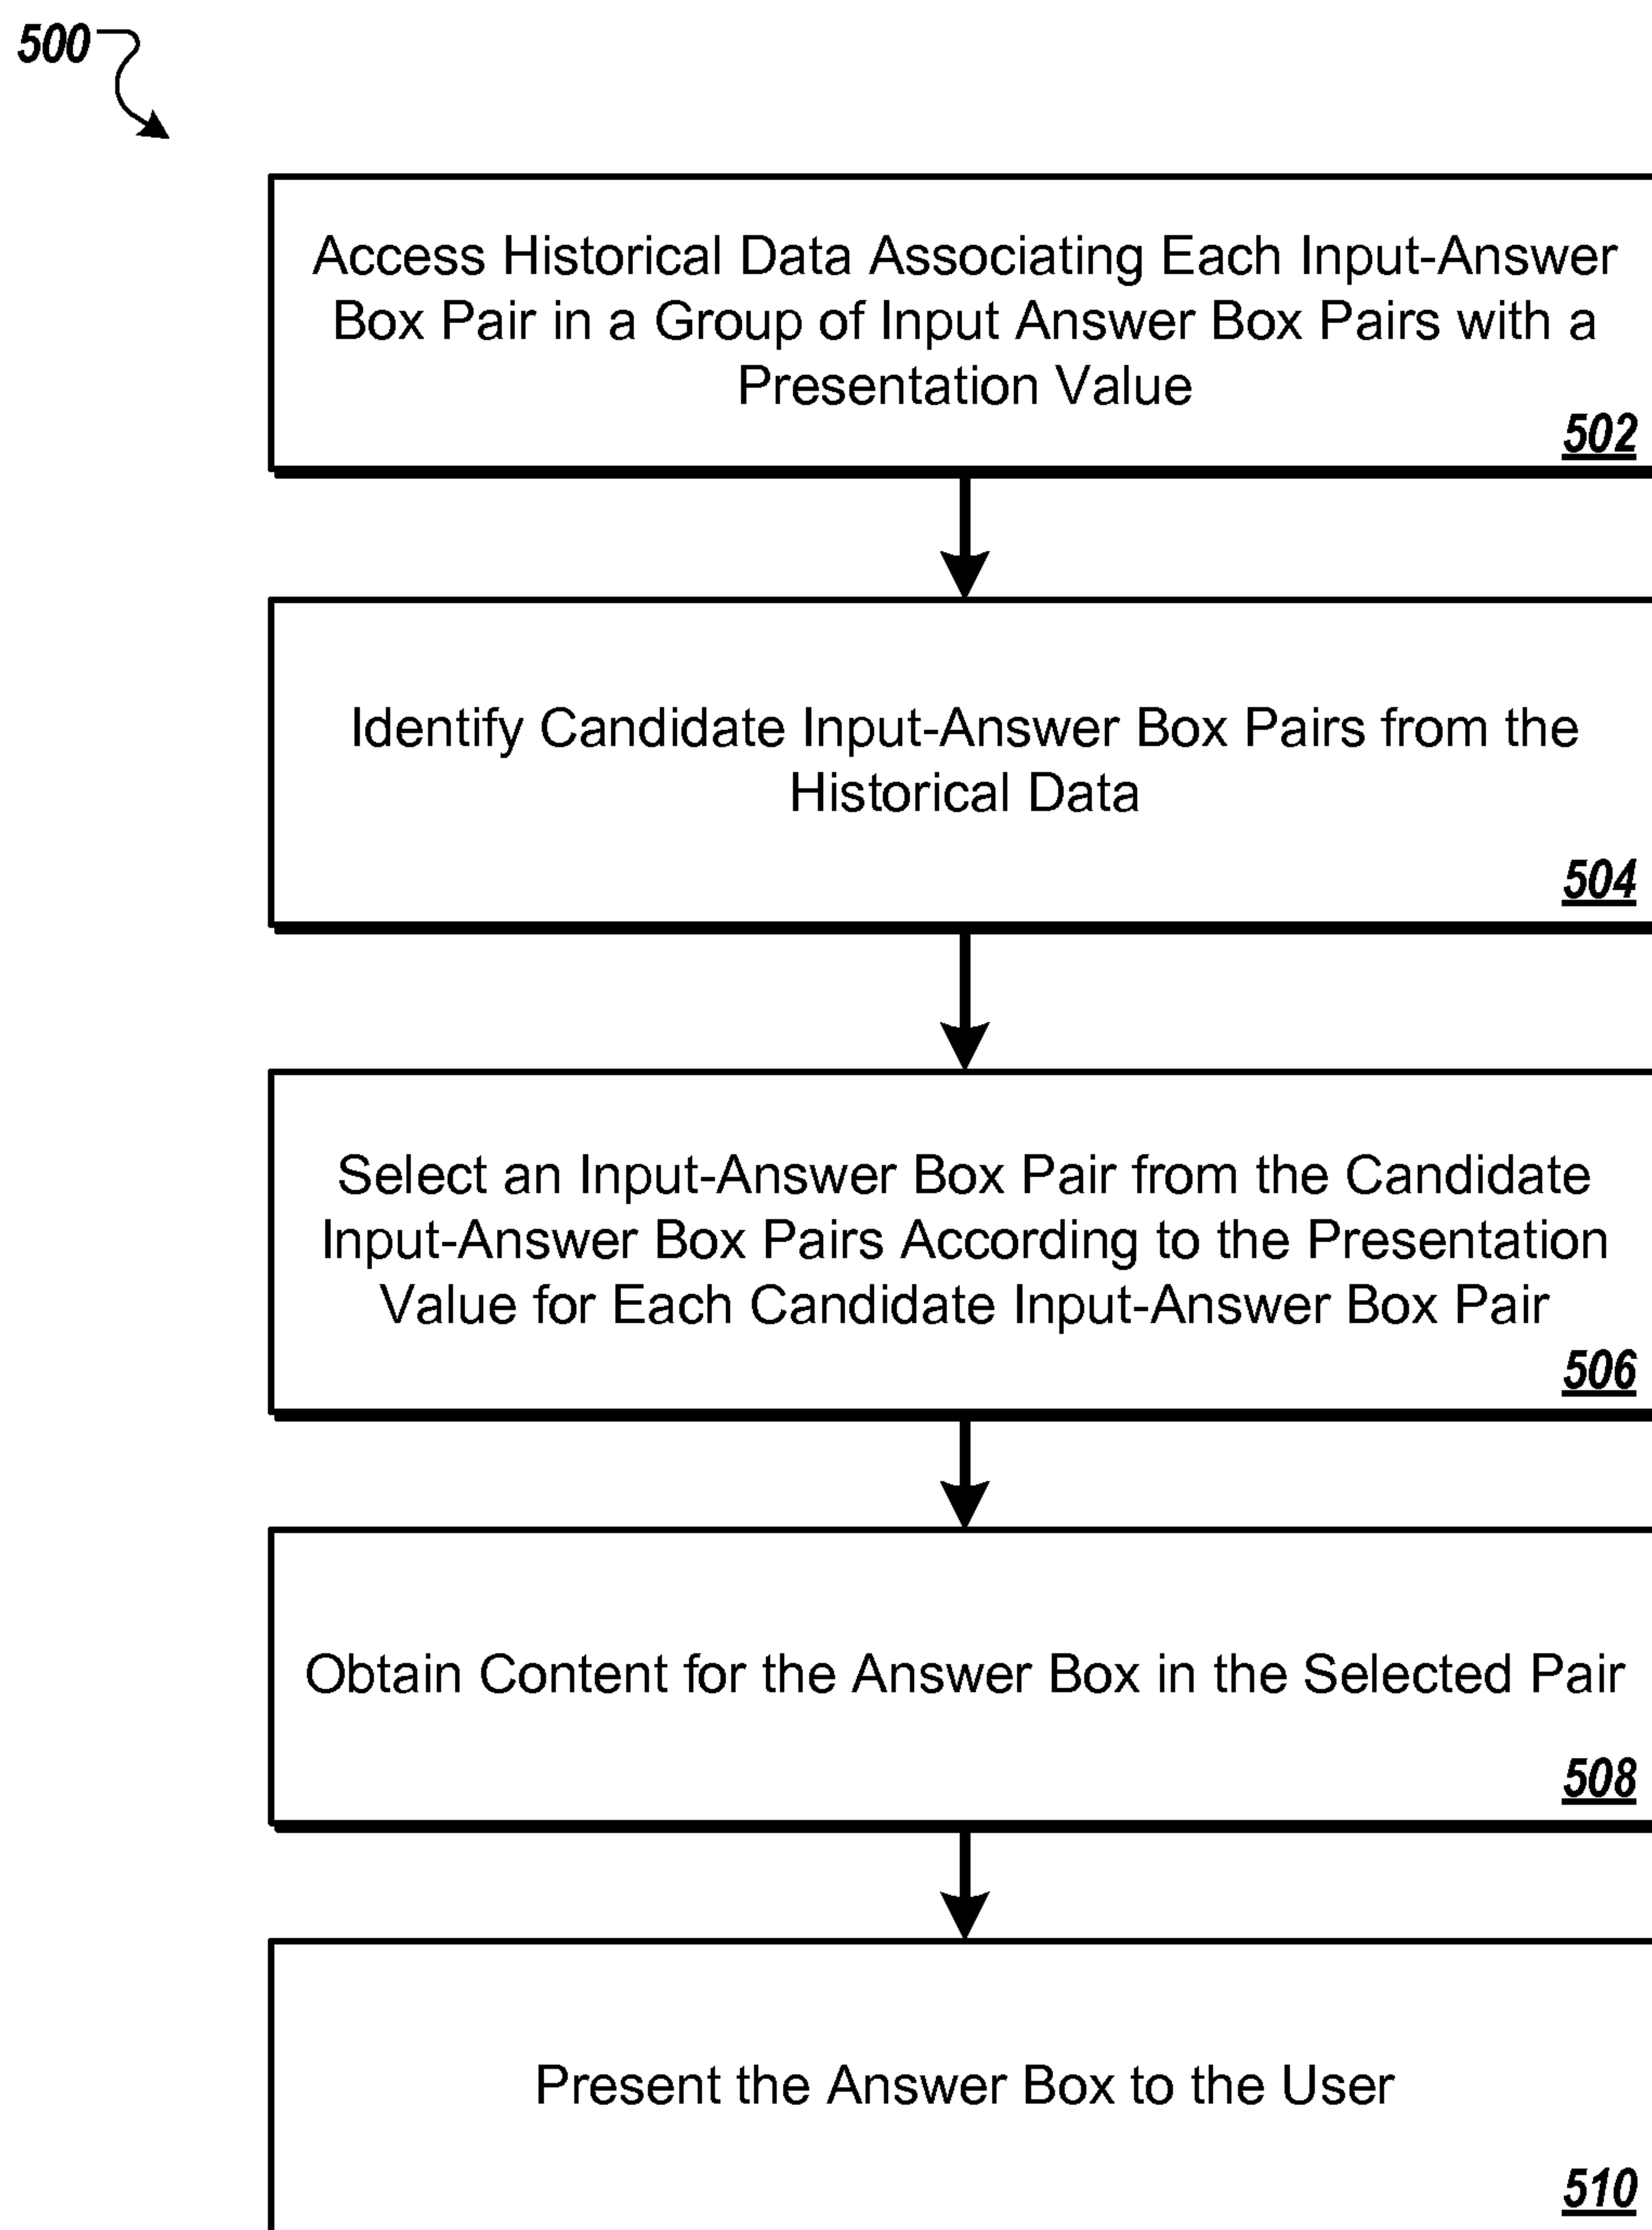 500
Access Historical Data Associating Each Input-Answer
Box Pair in a Group of Input Answer Box Pairs with a
Presentation Value
502
Identify Candidate Input-Answer Box Pairs from the
Historical Data
504
Select an Input-Answer Box Pair from the Candidate
Input-Answer Box Pairs According to the Presentation
Value for Each Candidate Input-Answer Box Pair
506
Obtain Content for the Answer Box in the Selected Pair
508
Present the Answer Box to the User
510